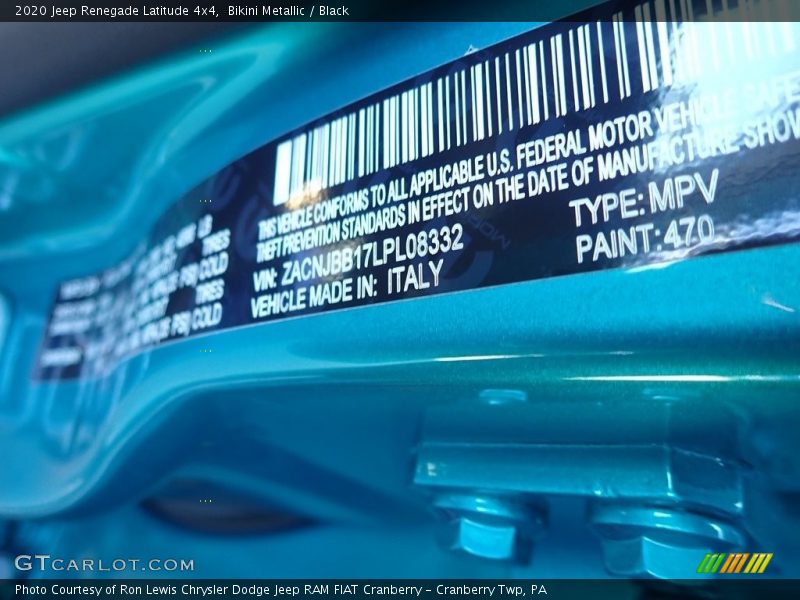 2020 Jeep Renegade Latitude 4x4, Bikini Metallic / Black
THIS VEHICLE CONFORMS TO ALL APPLICABLE U.S. FEDERAL MOTOR VEHICLE SAFE
THEFT PREVENTION STANDARDS IN EFFECT ON THE DATE OF MANUFACTURE SHOW
VIN: ZACNJBB17LPL08332
TYPE: MPV
VEHICLE MADE IN: ITALY
PAINT: 470
LB
TIRES
PSI COLD
TIRES
PSI COLD
GTCARLOT.COM
Photo Courtesy of Ron Lewis Chrysler Dodge Jeep RAM FIAT Cranberry – Cranberry Twp, PA